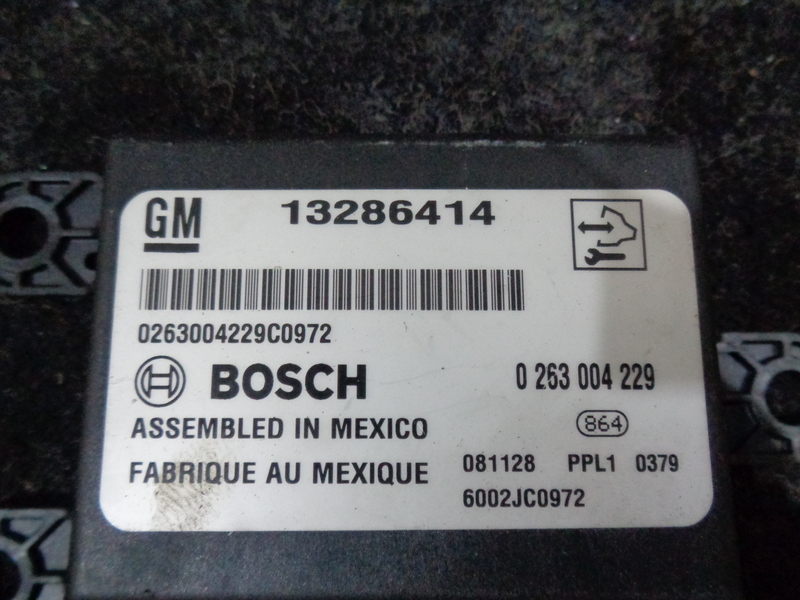 GM 13286414
0263004229C0972
BOSCH 0 263 004 229
ASSEMBLED IN MEXICO 864
FABRIQUE AU MEXIQUE 081128 PPL1 0379
6002JC0972